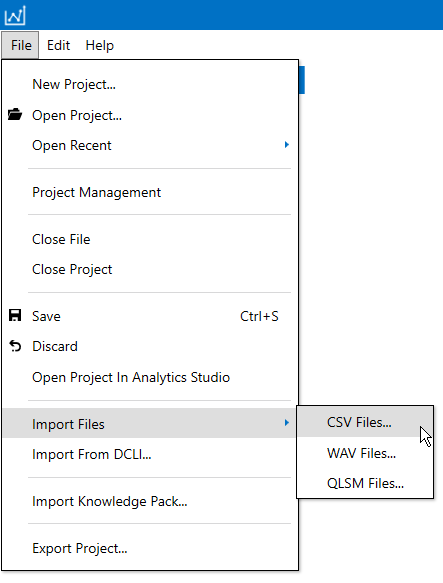 File Edit Help
New Project...
Open Project...
Open Recent
Project Management
Close File
Close Project
Save Ctrl+S
Discard
Open Project In Analytics Studio
Import Files
CSV Files...
WAV Files...
QLSM Files...
Import From DCLI...
Import Knowledge Pack...
Export Project...